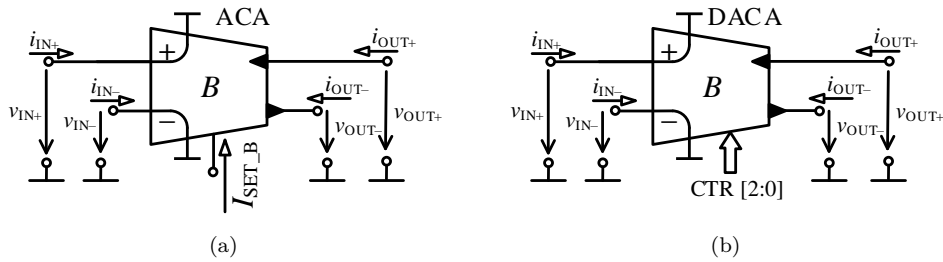 ACA
i_IN+
i_OUT+
+
B
i_IN−
i_OUT−
v_IN+
v_IN−
−
v_OUT−
v_OUT+
I_SET_B
(a)
DACA
i_IN+
i_OUT+
+
B
i_IN−
i_OUT−
v_IN+
v_IN−
−
v_OUT−
v_OUT+
CTR [2:0]
(b)